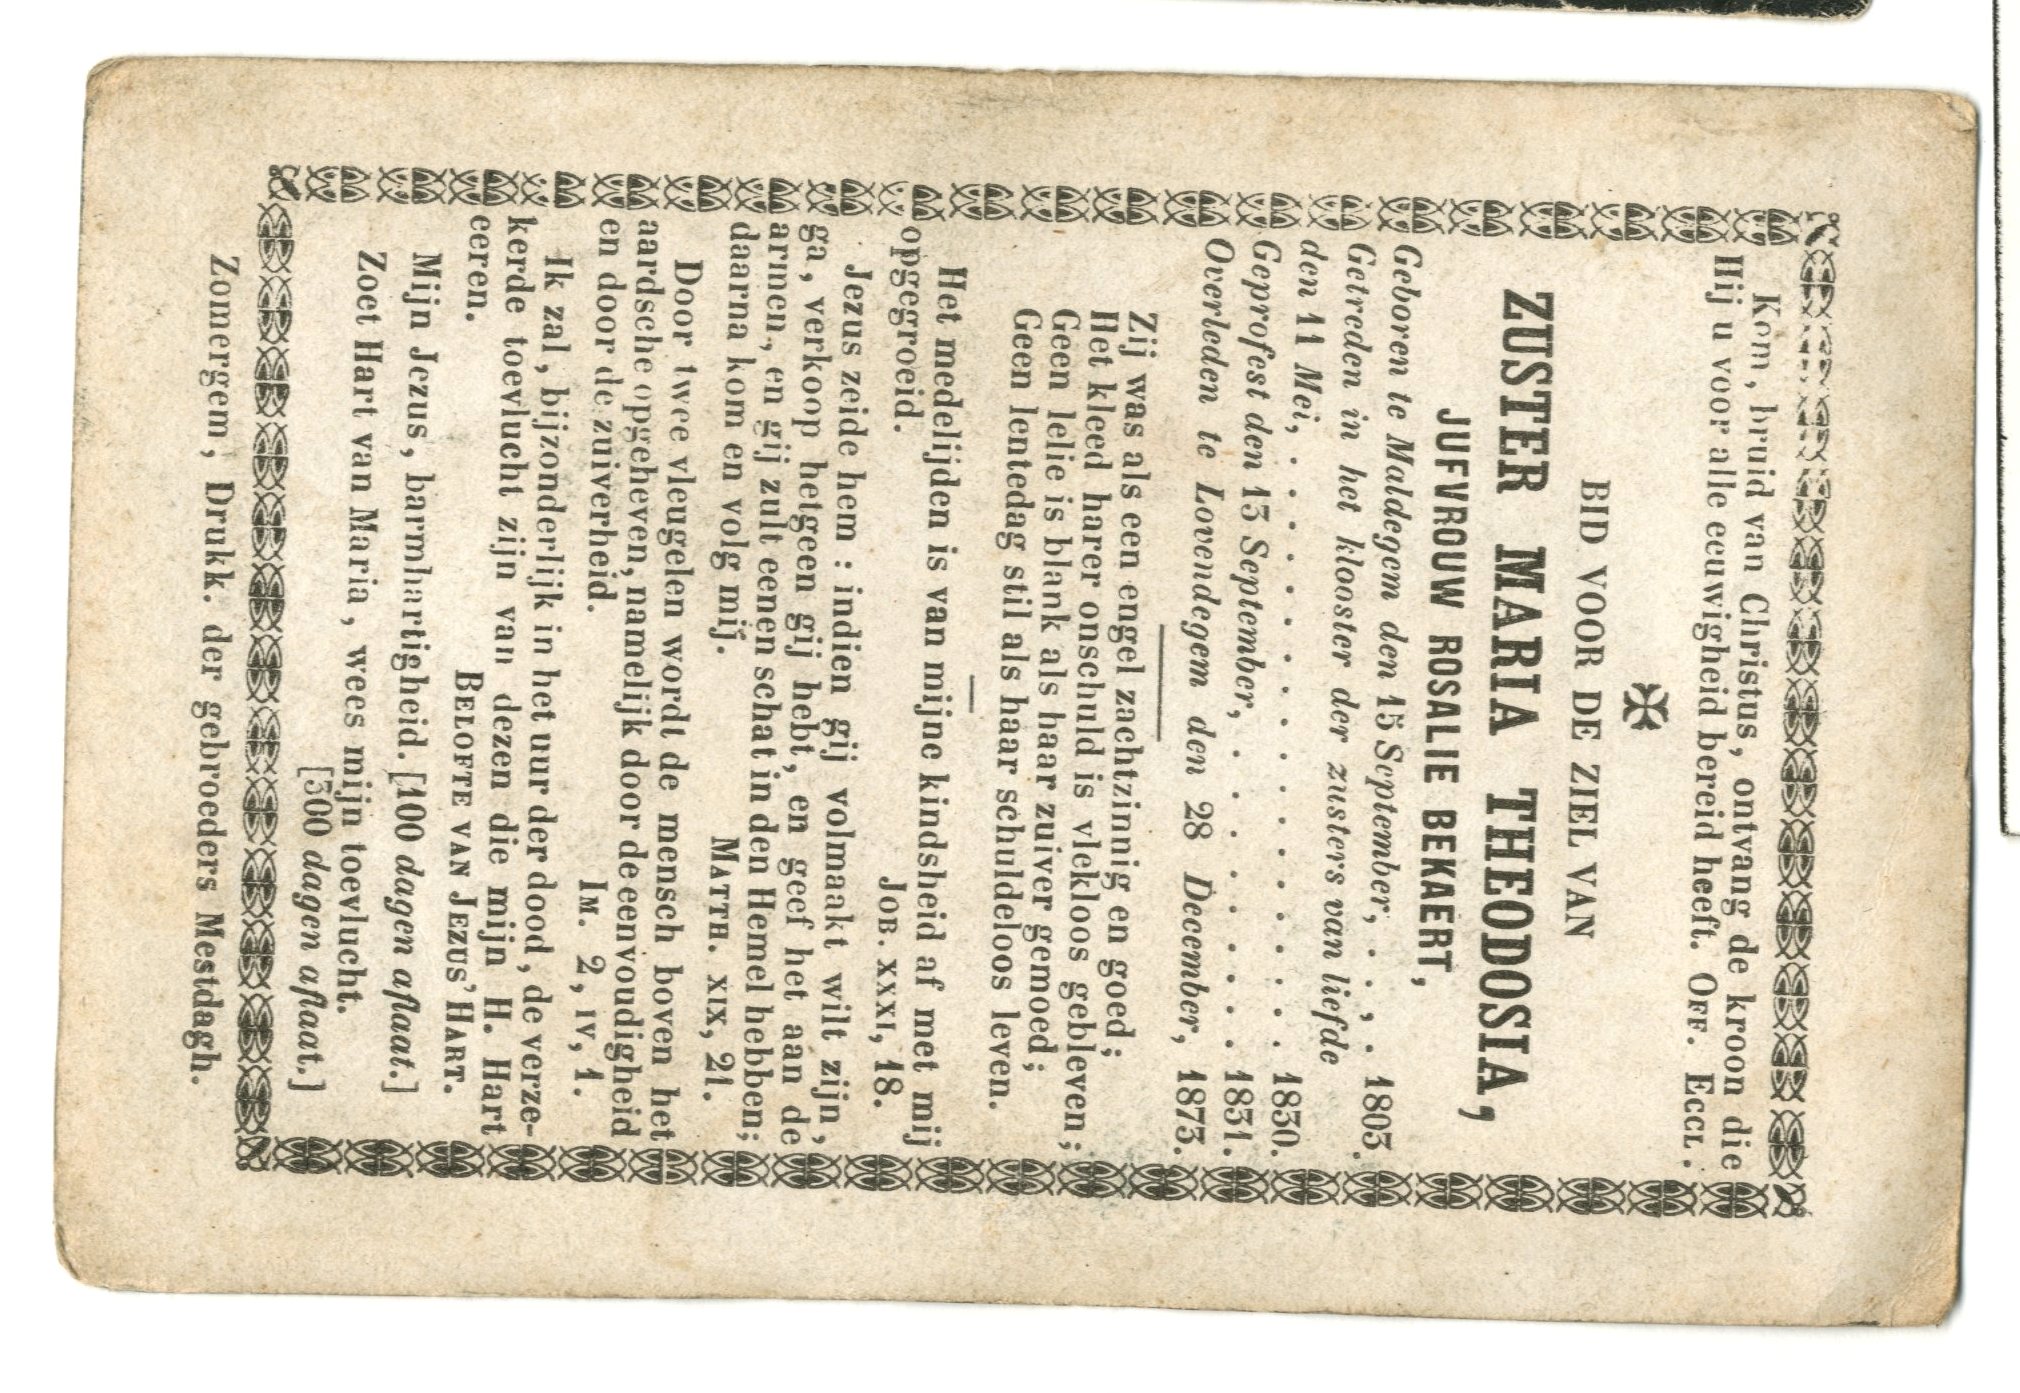 Kom, bruid van Christus, ontvang de kroon die
Hij u voor alle eeuwigheid bereid heeft. OFF. ECCL.
BID VOOR DE ZIEL VAN
ZUSTER MARIA THEODOSIA,
JUFVROUW ROSALIE BEKAERT,
Geboren te Maldegem den 15 September, . . , . 1803.
Getreden in het klooster der zusters van liefde
den 11 Mei, . . . . . . . . . . . . . . . 1830.
Geprofest den 13 September, . . . . . . . . . 1831.
Overleden te Lovendegem den 28 December, 1873.
Zij was als een engel zachtzinnig en goed;
Het kleed harer onschuld is vlekloos gebleven;
Geen lelie is blank als haar zuiver gemoed;
Geen lentedag stil als haar schuldeloos leven.
Het medelijden is van mijne kindsheid af met mij
opgegroeid. JOB. XXXI, 18.
Jezus zeide hem : indien gij volmaakt wilt zijn,
ga, verkoop hetgeen gij hebt, en geef het aan de
armen, en gij zult eenen schat in den Hemel hebben;
daarna kom en volg mij. MATTH. XIX, 21.
Door twee vleugelen wordt de mensch boven het
aardsche opgeheven, namelijk door de eenvoudigheid
en door de zuiverheid. IM. 2, IV, 1.
Ik zal, bijzonderlijk in het uur der dood, de verze-
kerde toevlucht zijn van dezen die mijn H. Hart
eeren. BELOFTE VAN JEZUS' HART.
Mijn Jezus, barmhartigheid. [100 dagen aflaat.]
Zoet Hart van Maria, wees mijn toevlucht.
[300 dagen aflaat.]
Zomergem, Drukk. der gebroeders Mestdagh.